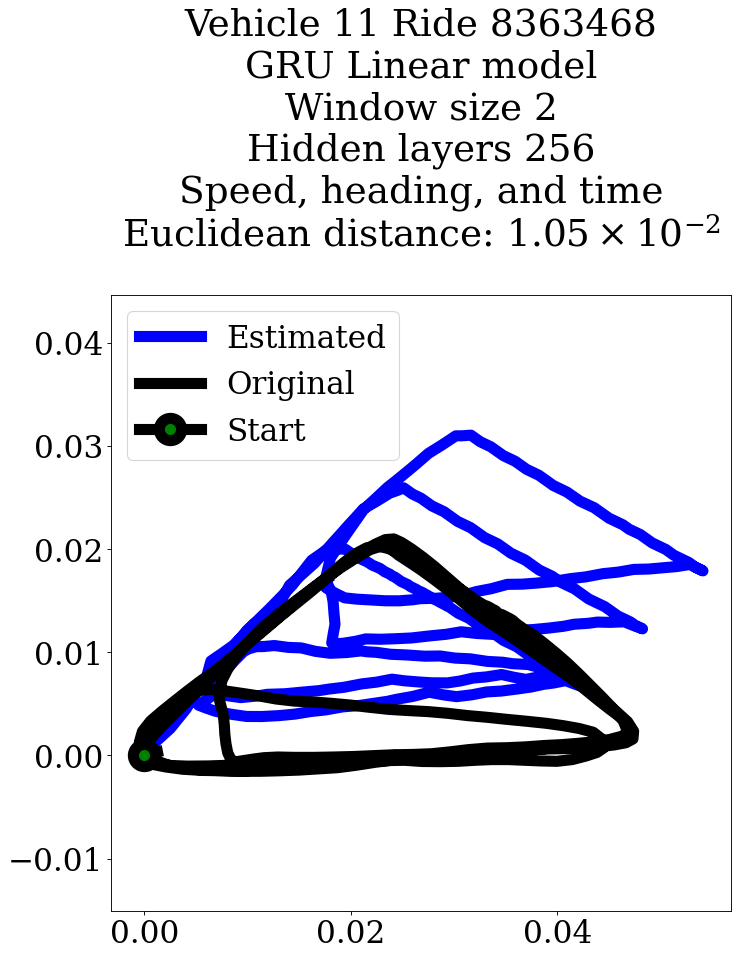 Vehicle 11 Ride 8363468
GRU Linear model
Window size 2
Hidden layers 256
Speed, heading, and time
Euclidean distance: 1.05 × 10⁻²
Estimated
Original
Start
0.04
0.03
0.02
0.01
0.00
−0.01
0.00 0.02 0.04